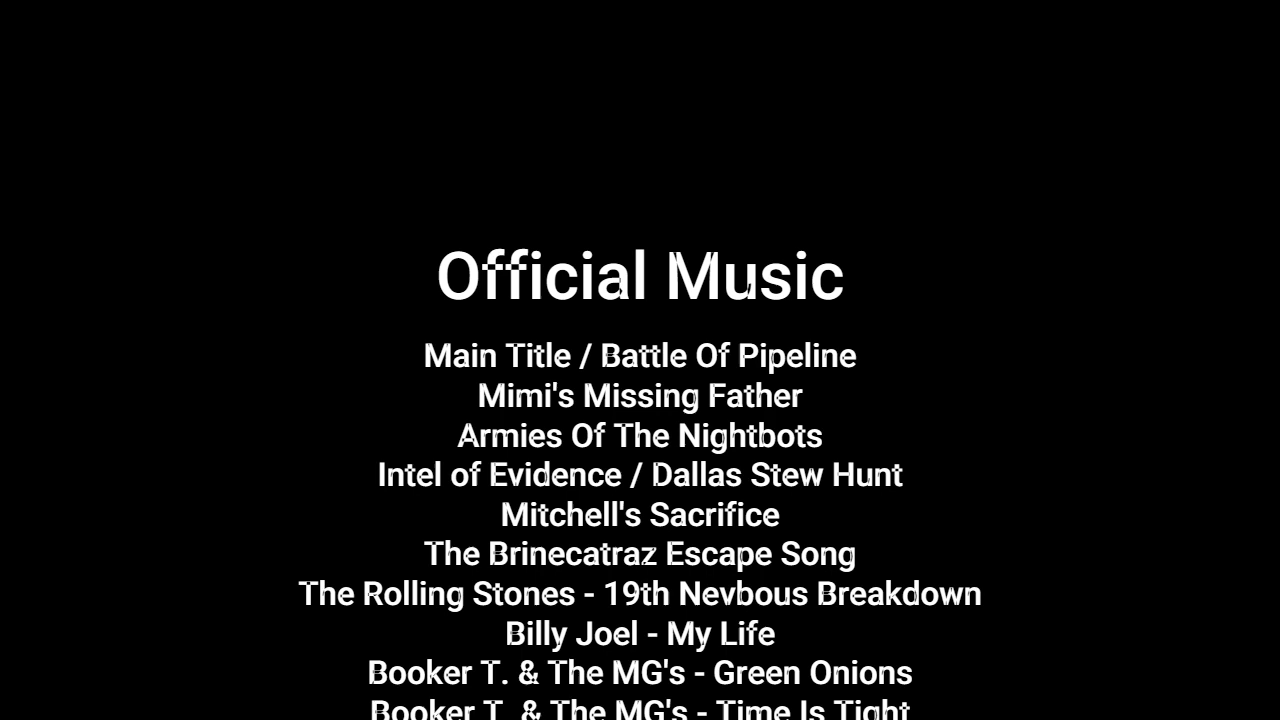 Official Music
Main Title / Battle Of Pipeline
Mimi's Missing Father
Armies Of The Nightbots
Intel of Evidence / Dallas Stew Hunt
Mitchell's Sacrifice
The Brinecatraz Escape Song
The Rolling Stones - 19th Nevbous Breakdown
Billy Joel - My Life
Booker T. & The MG's - Green Onions
Booker T. & The MG's - Time Is Tight